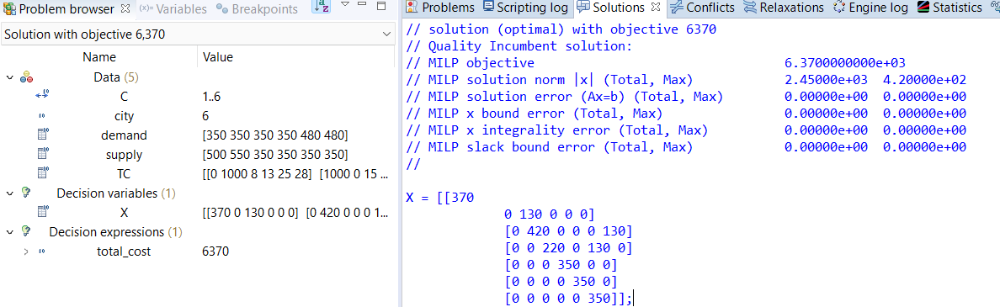 Problem browser (x)= Variables Breakpoints
Solution with objective 6,370
Name Value
Data (5)
C 1..6
city 6
demand [350 350 350 350 480 480]
supply [500 550 350 350 350 350]
TC [[0 1000 8 13 25 28] [1000 0 15 ...
Decision variables (1)
X [[370 0 130 0 0 0] [0 420 0 0 0 1...
Decision expressions (1)
total_cost 6370
Problems Scripting log Solutions Conflicts Relaxations Engine log Statistics
// solution (optimal) with objective 6370
// Quality Incumbent solution:
// MILP objective 6.3700000000e+03
// MILP solution norm |x| (Total, Max) 2.45000e+03 4.20000e+02
// MILP solution error (Ax=b) (Total, Max) 0.00000e+00 0.00000e+00
// MILP x bound error (Total, Max) 0.00000e+00 0.00000e+00
// MILP x integrality error (Total, Max) 0.00000e+00 0.00000e+00
// MILP slack bound error (Total, Max) 0.00000e+00 0.00000e+00
//
X = [[370
0 130 0 0 0]
[0 420 0 0 0 130]
[0 0 220 0 130 0]
[0 0 0 350 0 0]
[0 0 0 0 350 0]
[0 0 0 0 0 350]];